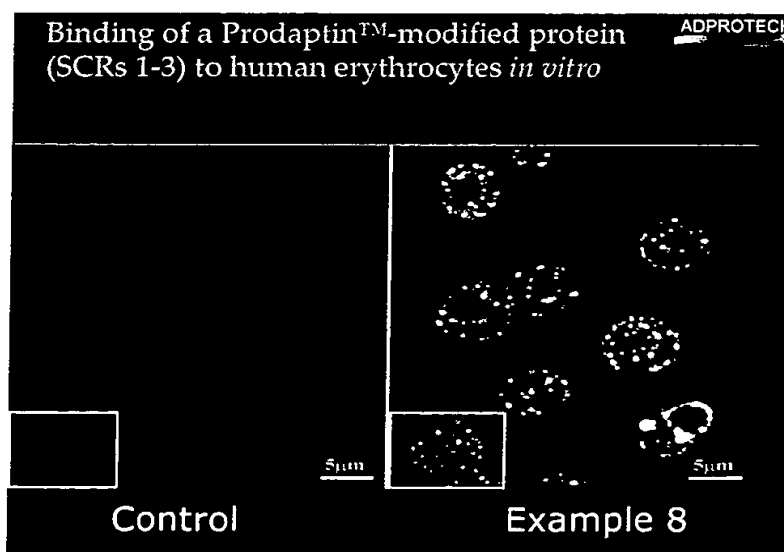 Binding of a Prodaptin™-modified protein
(SCRs 1-3) to human erythrocytes in vitro
ADPROTECH
5μm
5μm
Control
Example 8